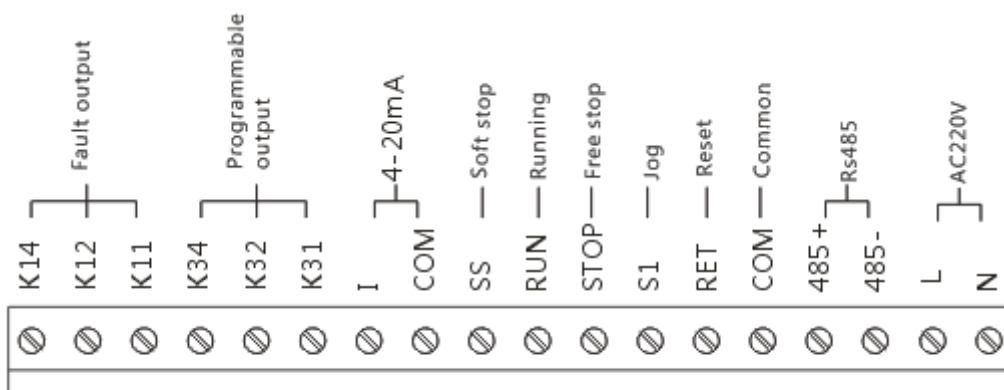 Fault output
Programmable
output
4-20mA
Soft stop
Running
Free stop
Jog
Reset
Common
Rs485
AC220V
K14
K12
K11
K34
K32
K31
I
COM
SS
RUN
STOP
S1
RET
COM
485+
485-
L
N